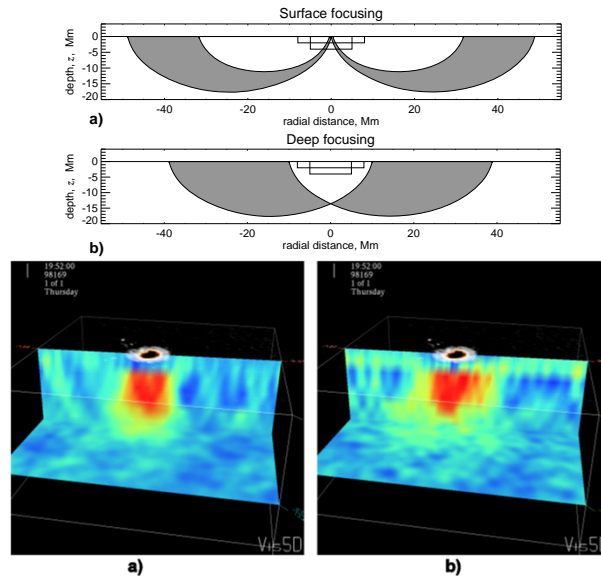 Surface focusing
depth, z, Mm
0
-5
-10
-15
-20
-40
-20
0
20
40
radial distance, Mm
a)
Deep focusing
depth, z, Mm
0
-5
-10
-15
-20
-40
-20
0
20
40
radial distance, Mm
b)
19:52:00
98169
1 of 1
Thursday
Vis5D
19:52:00
98169
1 of 1
Thursday
Vis5D
a)
b)